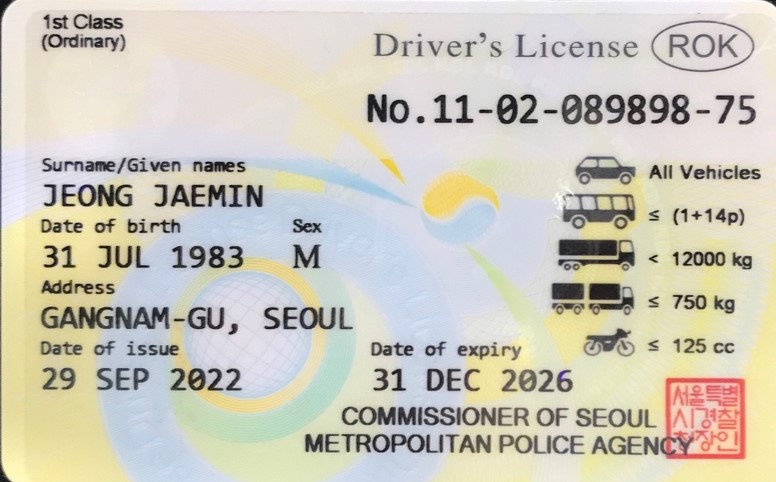 1st Class
(Ordinary)
Driver's License ROK
No.11-02-089898-75
Surname/Given names
JEONG JAEMIN
Date of birth Sex
31 JUL 1983 M
Address
GANGNAM-GU, SEOUL
Date of issue Date of expiry
29 SEP 2022 31 DEC 2026
All Vehicles
≤ (1+14p)
< 12000 kg
≤ 750 kg
≤ 125 cc
COMMISSIONER OF SEOUL
METROPOLITAN POLICE AGENCY
서울특별
시경찰
청장인